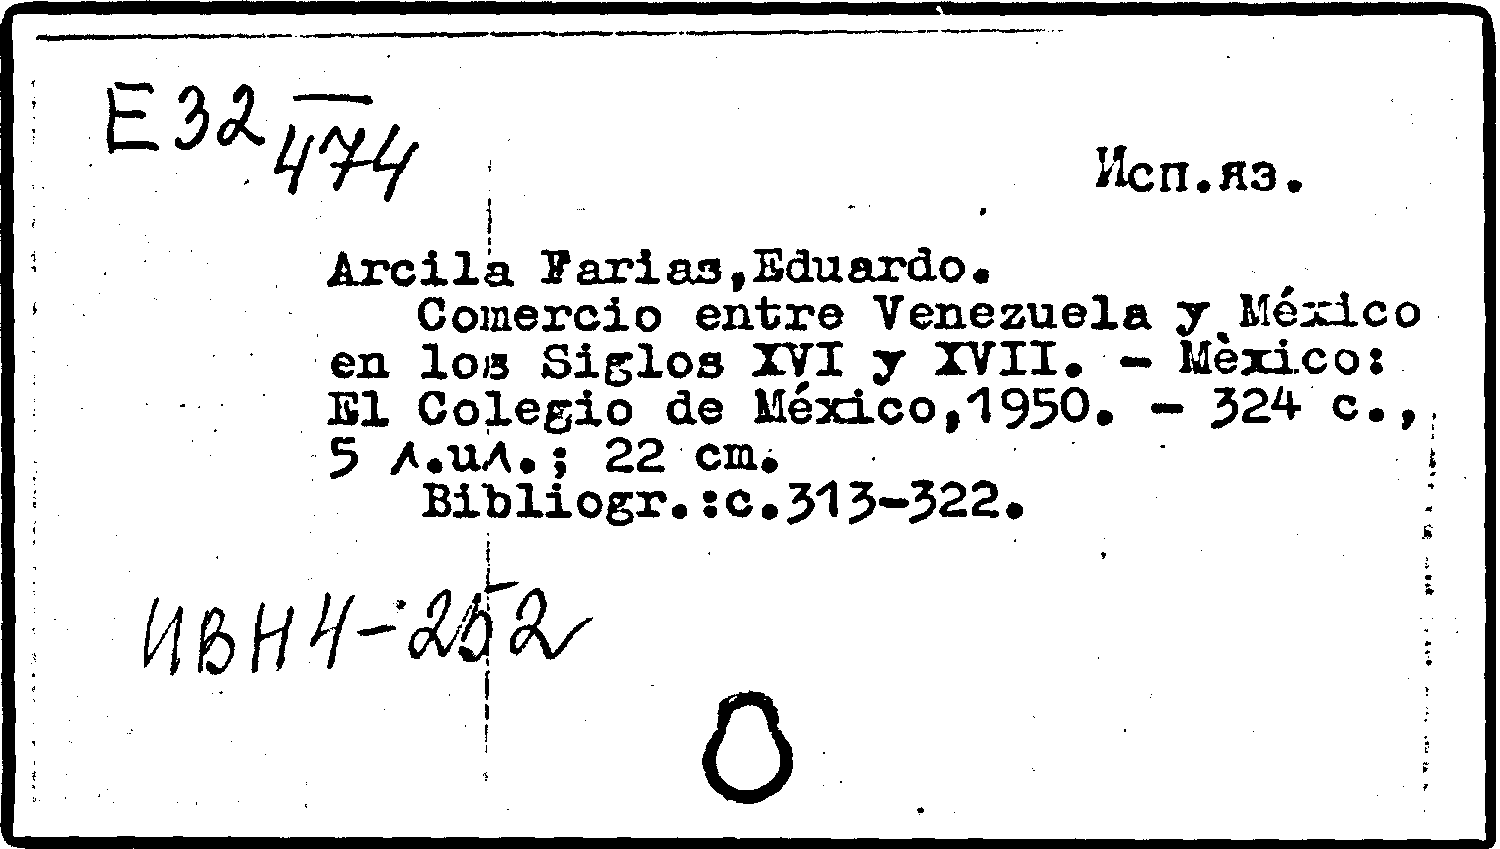 E32 —
474
Исп.яз.
Arcila Farias,Eduardo.
Comercio entre Venezuela y México
en los Siglos XVI y XVII. - Mèxico:
El Colegio de México,1950. - 324 c.,
5 л.ил.; 22 cm.
Bibliogr.:c.313-322.
ИВН4-252